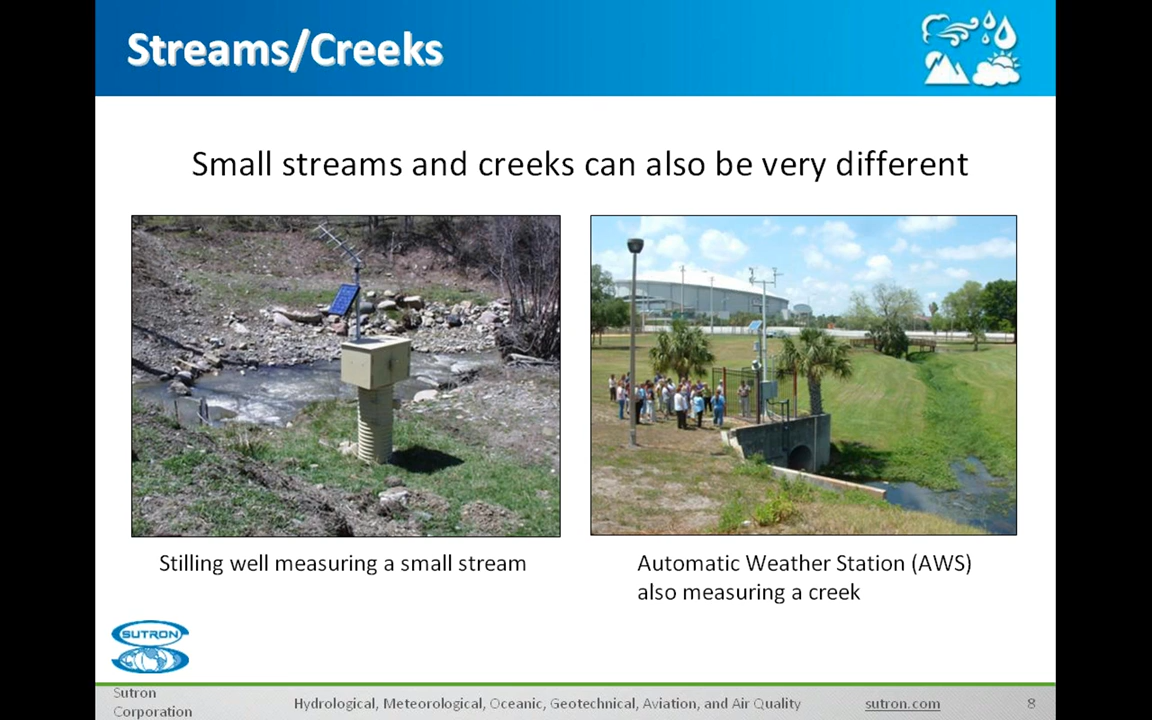 Streams/Creeks
Small streams and creeks can also be very different
Stilling well measuring a small stream
Automatic Weather Station (AWS)
also measuring a creek
SUTRON
Sutron
Corporation
Hydrological, Meteorological, Oceanic, Geotechnical, Aviation, and Air Quality
sutron.com
8